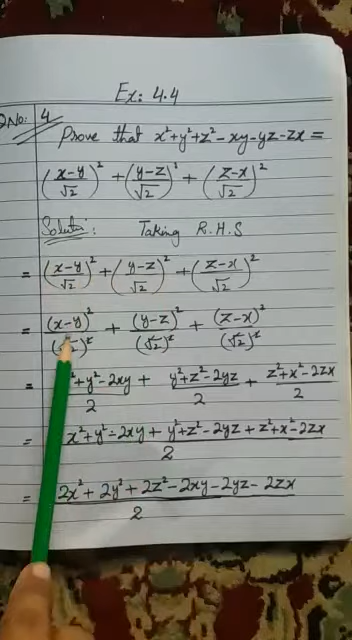 Ex: 4.4
QNo: 4
Prove that x²+y²+z²-xy-yz-zx=
((x-y)/√2)² + ((y-z)/√2)² + ((z-x)/√2)²
Solution: Taking R.H.S
= ((x-y)/√2)² + ((y-z)/√2)² + ((z-x)/√2)²
= (x-y)²/(√2)² + (y-z)²/(√2)² + (z-x)²/(√2)²
= ²+y²-2xy/2 + y²+z²-2yz/2 + z²+x²-2zx/2
= x²+y²-2xy+y²+z²-2yz+z²+x²-2zx/2
= 2x²+2y²+2z²-2xy-2yz-2zx/2